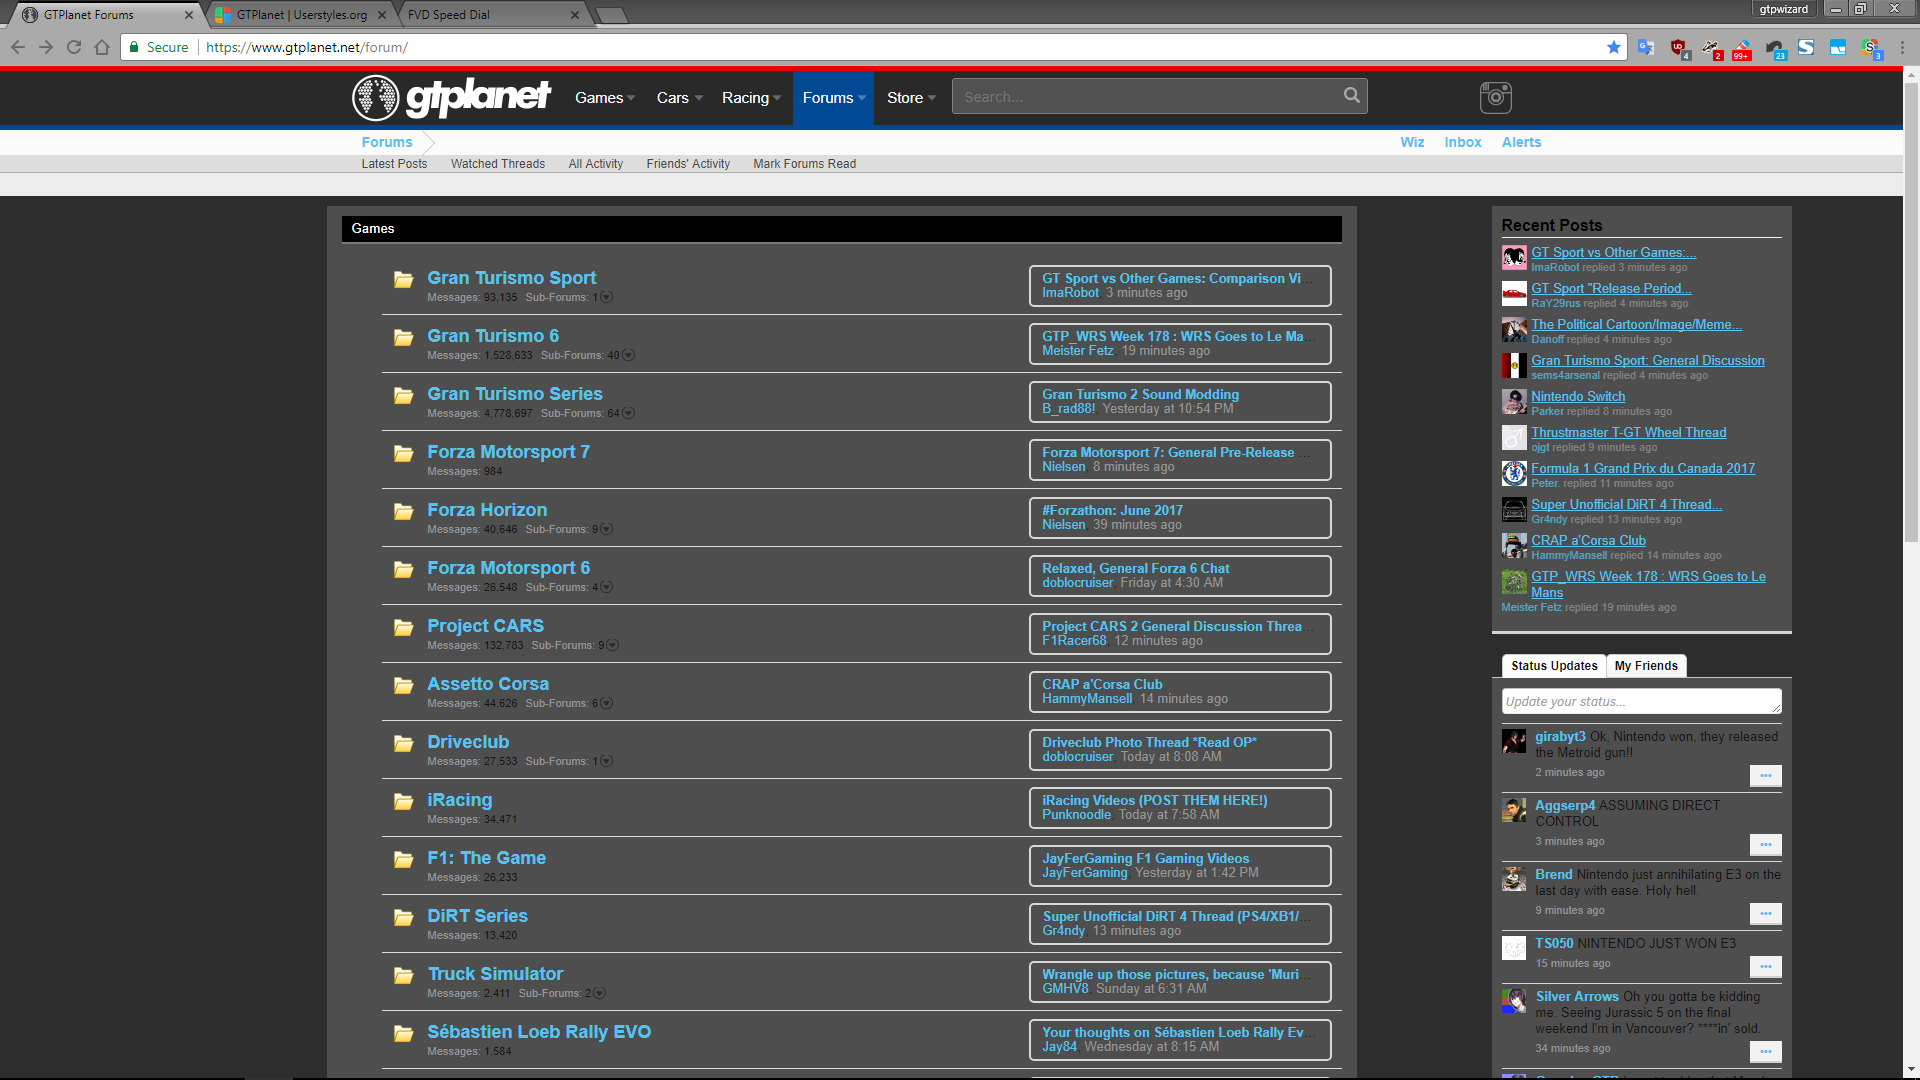 GTPlanet Forums
GTPlanet | Userstyles.org
FVD Speed Dial
gtpwizard
Secure https://www.gtplanet.net/forum/
4 2 99+ 23 3
gtplanet Games Cars Racing Forums Store Search...
Forums
Wiz Inbox Alerts
Latest Posts Watched Threads All Activity Friends' Activity Mark Forums Read
Games
Gran Turismo Sport
Messages: 93,135 Sub-Forums: 1
GT Sport vs Other Games: Comparison Vi...
ImaRobot, 3 minutes ago
Gran Turismo 6
Messages: 1,528,633 Sub-Forums: 40
GTP_WRS Week 178 : WRS Goes to Le Ma...
Meister Fetz, 19 minutes ago
Gran Turismo Series
Messages: 4,778,697 Sub-Forums: 64
Gran Turismo 2 Sound Modding
B_rad88!, Yesterday at 10:54 PM
Forza Motorsport 7
Messages: 984
Forza Motorsport 7: General Pre-Release ...
Nielsen, 8 minutes ago
Forza Horizon
Messages: 40,646 Sub-Forums: 9
#Forzathon: June 2017
Nielsen, 39 minutes ago
Forza Motorsport 6
Messages: 26,548 Sub-Forums: 4
Relaxed, General Forza 6 Chat
doblocruiser, Friday at 4:30 AM
Project CARS
Messages: 132,783 Sub-Forums: 9
Project CARS 2 General Discussion Threa...
F1Racer68, 12 minutes ago
Assetto Corsa
Messages: 44,626 Sub-Forums: 6
CRAP a'Corsa Club
HammyMansell, 14 minutes ago
Driveclub
Messages: 27,533 Sub-Forums: 1
Driveclub Photo Thread *Read OP*
doblocruiser, Today at 8:08 AM
iRacing
Messages: 34,471
iRacing Videos (POST THEM HERE!)
Punknoodle, Today at 7:58 AM
F1: The Game
Messages: 26,233
JayFerGaming F1 Gaming Videos
JayFerGaming, Yesterday at 1:42 PM
DiRT Series
Messages: 13,420
Super Unofficial DiRT 4 Thread (PS4/XB1/...
Gr4ndy, 13 minutes ago
Truck Simulator
Messages: 2,411 Sub-Forums: 2
Wrangle up those pictures, because 'Muri...
GMHV8, Sunday at 6:31 AM
Sébastien Loeb Rally EVO
Messages: 1,584
Your thoughts on Sébastien Loeb Rally Ev...
Jay84, Wednesday at 8:15 AM
Recent Posts
GT Sport vs Other Games:...
ImaRobot replied 3 minutes ago
GT Sport "Release Period...
RaY29rus replied 4 minutes ago
The Political Cartoon/Image/Meme...
Danoff replied 4 minutes ago
Gran Turismo Sport: General Discussion
sems4arsenal replied 4 minutes ago
Nintendo Switch
Parker replied 8 minutes ago
Thrustmaster T-GT Wheel Thread
ojgt replied 9 minutes ago
Formula 1 Grand Prix du Canada 2017
Peter. replied 11 minutes ago
Super Unofficial DiRT 4 Thread...
Gr4ndy replied 13 minutes ago
CRAP a'Corsa Club
HammyMansell replied 14 minutes ago
GTP_WRS Week 178 : WRS Goes to Le
Mans
Meister Fetz replied 19 minutes ago
Status Updates My Friends
Update your status...
girabyt3 Ok, Nintendo won, they released
the Metroid gun!!
2 minutes ago
Aggserp4 ASSUMING DIRECT
CONTROL
3 minutes ago
Brend Nintendo just annihilating E3 on the
last day with ease. Holy hell.
9 minutes ago
TS050 NINTENDO JUST WON E3
15 minutes ago
Silver Arrows Oh you gotta be kidding
me. Seeing Jurassic 5 on the final
weekend I'm in Vancouver? ****in' sold.
34 minutes ago